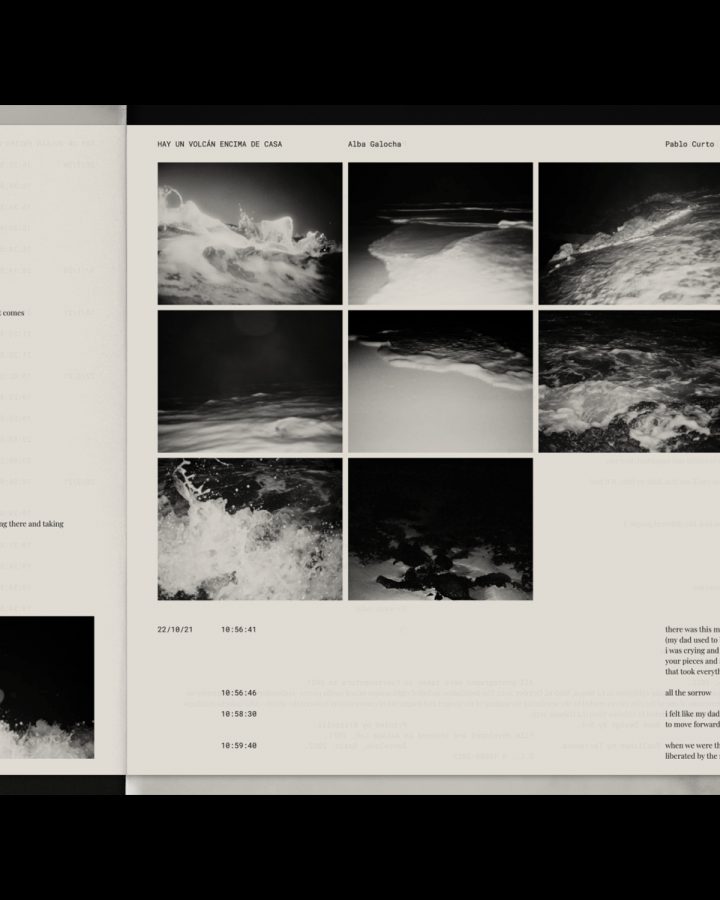 t comes
ng there and taking
HAY UN VOLCÁN ENCIMA DE CASA
Alba Galocha
Pablo Curto
22/10/21
10:56:41
there was this m
(my dad used to
i was crying and
your pieces and
that took everyth
10:56:46
all the sorrow
10:58:30
i felt like my dad
to move forward
10:59:40
when we were th
liberated by the